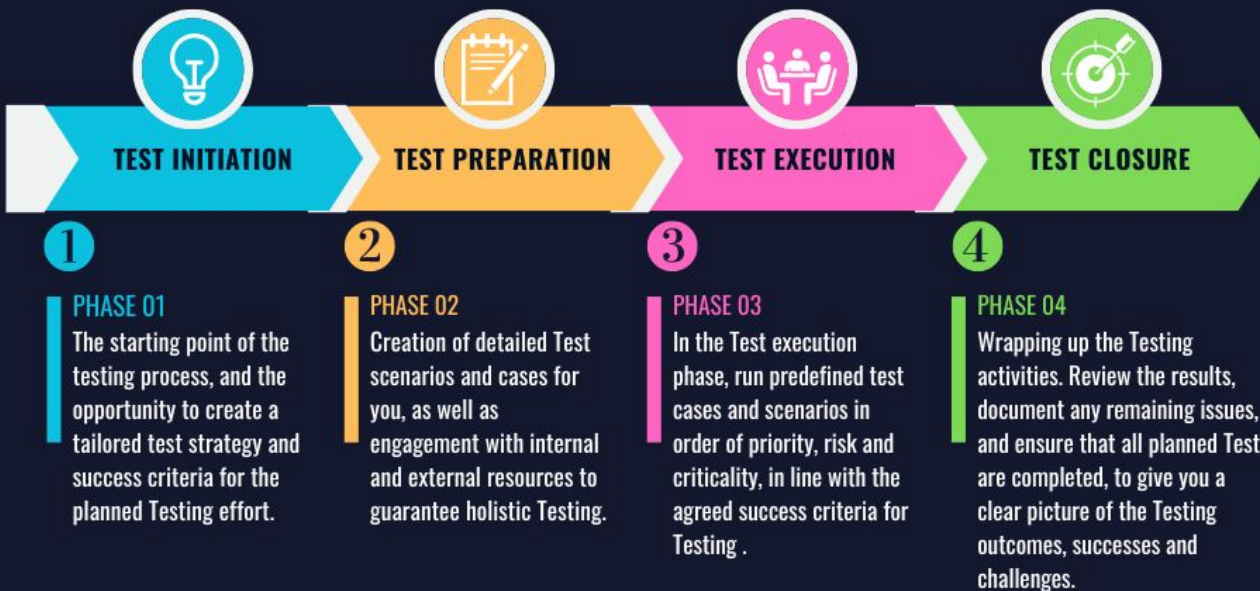 TEST INITIATION
TEST PREPARATION
TEST EXECUTION
TEST CLOSURE
1
PHASE 01
The starting point of the
testing process, and the
opportunity to create a
tailored test strategy and
success criteria for the
planned Testing effort.
2
PHASE 02
Creation of detailed Test
scenarios and cases for
you, as well as
engagement with internal
and external resources to
guarantee holistic Testing.
3
PHASE 03
In the Test execution
phase, run predefined test
cases and scenarios in
order of priority, risk and
criticality, in line with the
agreed success criteria for
Testing .
4
PHASE 04
Wrapping up the Testing
activities. Review the results,
document any remaining issues,
and ensure that all planned Test
are completed, to give you a
clear picture of the Testing
outcomes, successes and
challenges.